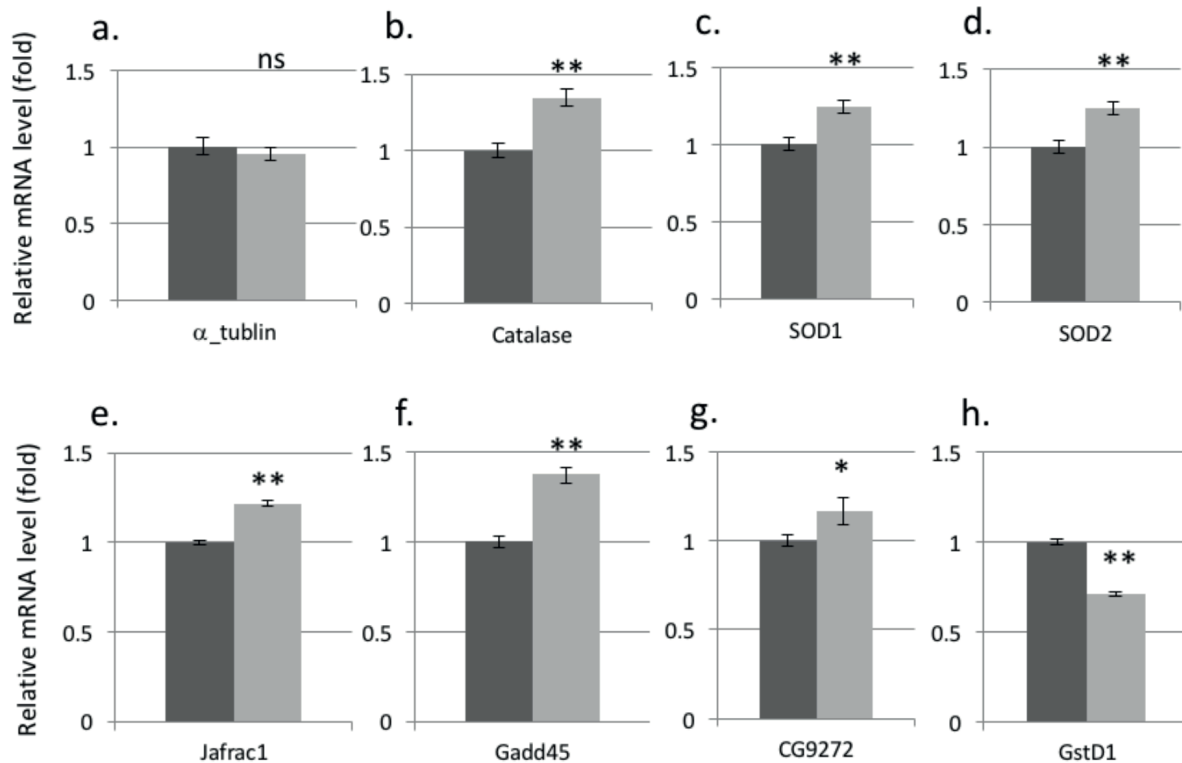 a.
Relative mRNA level (fold)
ns
1.5
1
0.5
0
α_tublin
b.
**
1.5
1
0.5
0
Catalase
c.
**
1.5
1
0.5
0
SOD1
d.
**
1.5
1
0.5
0
SOD2
e.
Relative mRNA level (fold)
1.5
**
1
0.5
0
Jafrac1
f.
**
1.5
1
0.5
0
Gadd45
g.
1.5
*
1
0.5
0
CG9272
h.
1.5
1
**
0.5
0
GstD1